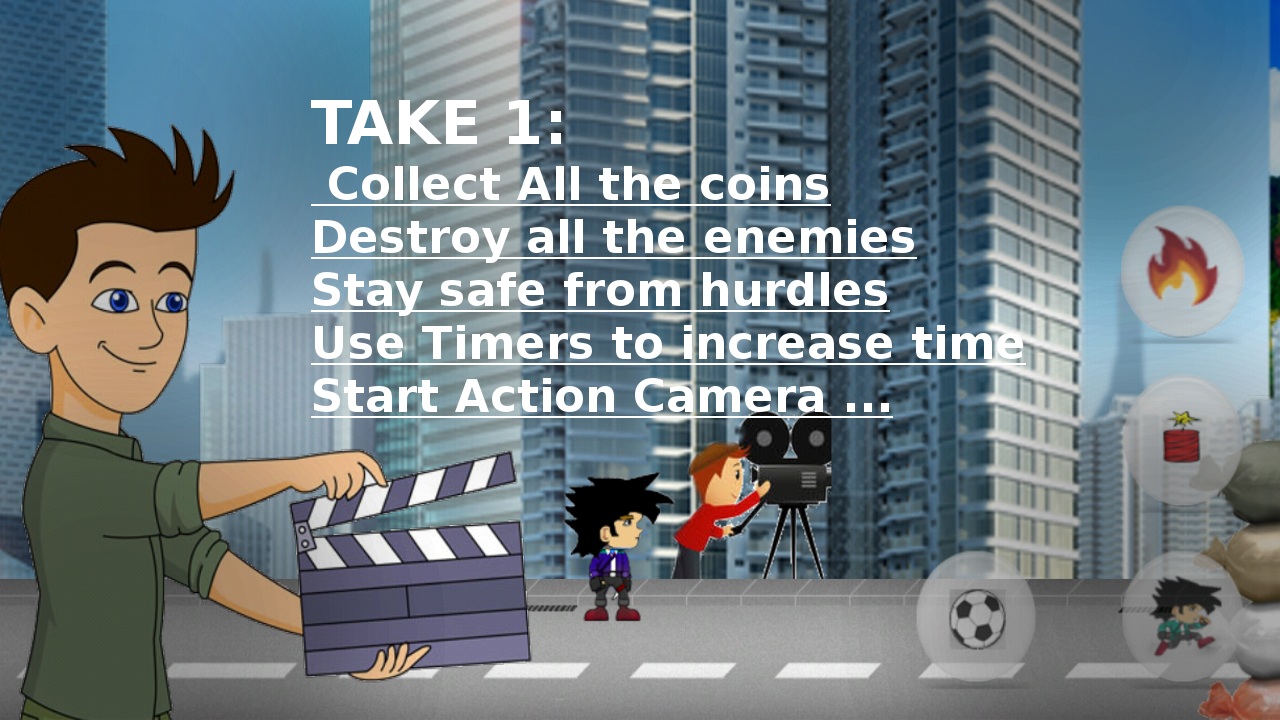 TAKE 1:
Collect All the coins
Destroy all the enemies
Stay safe from hurdles
Use Timers to increase time
Start Action Camera ...